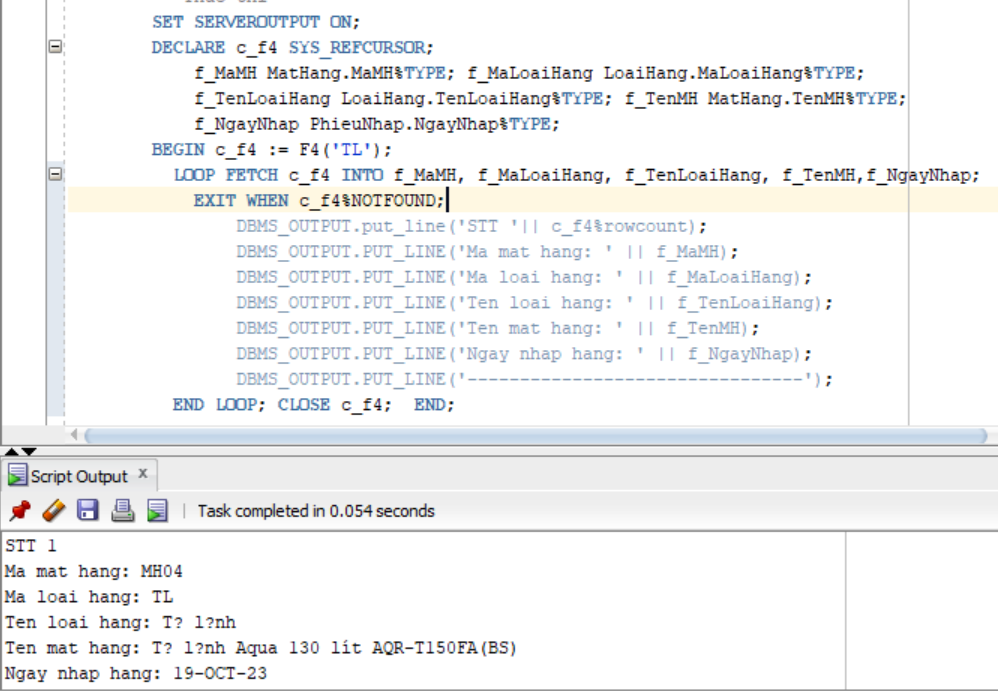 SET SERVEROUTPUT ON;
DECLARE c_f4 SYS_REFCURSOR;
f_MaMH MatHang.MaMH%TYPE; f_MaLoaiHang LoaiHang.MaLoaiHang%TYPE;
f_TenLoaiHang LoaiHang.TenLoaiHang%TYPE; f_TenMH MatHang.TenMH%TYPE;
f_NgayNhap PhieuNhap.NgayNhap%TYPE;
BEGIN c_f4 := F4('TL');
LOOP FETCH c_f4 INTO f_MaMH, f_MaLoaiHang, f_TenLoaiHang, f_TenMH,f_NgayNhap;
EXIT WHEN c_f4%NOTFOUND;
DBMS_OUTPUT.put_line('STT '|| c_f4%rowcount);
DBMS_OUTPUT.PUT_LINE('Ma mat hang: ' || f_MaMH);
DBMS_OUTPUT.PUT_LINE('Ma loai hang: ' || f_MaLoaiHang);
DBMS_OUTPUT.PUT_LINE('Ten loai hang: ' || f_TenLoaiHang);
DBMS_OUTPUT.PUT_LINE('Ten mat hang: ' || f_TenMH);
DBMS_OUTPUT.PUT_LINE('Ngay nhap hang: ' || f_NgayNhap);
DBMS_OUTPUT.PUT_LINE('--------------------------------');
END LOOP; CLOSE c_f4;  END;
Script Output x
Task completed in 0.054 seconds
STT 1
Ma mat hang: MH04
Ma loai hang: TL
Ten loai hang: T? l?nh
Ten mat hang: T? l?nh Aqua 130 lít AQR-T150FA(BS)
Ngay nhap hang: 19-OCT-23